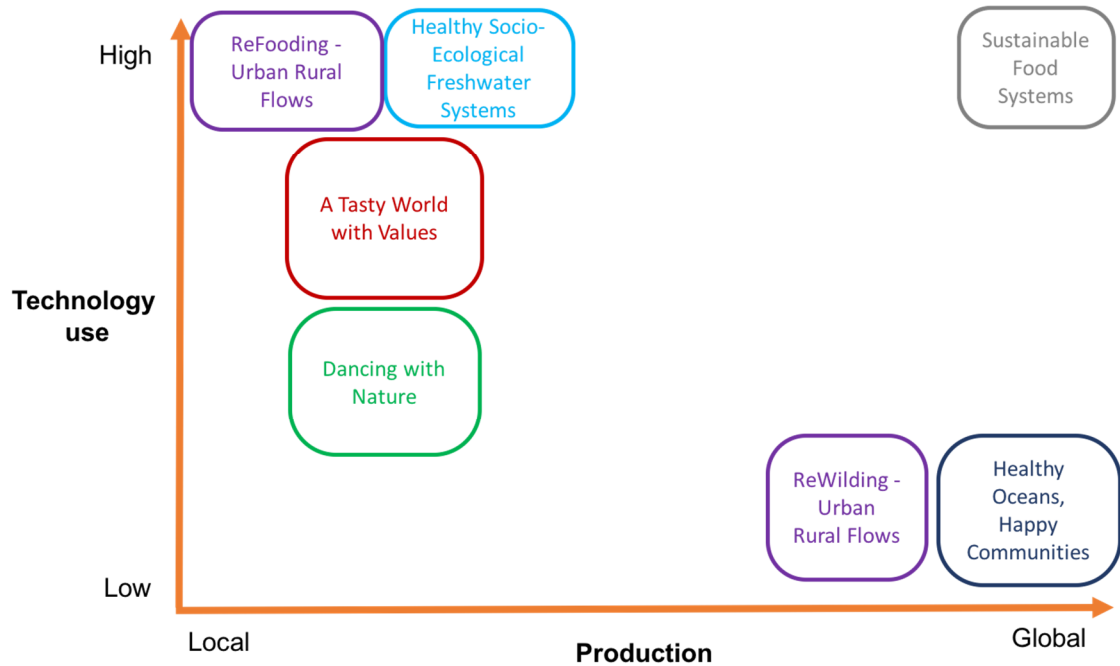 High
ReFooding -
Urban Rural
Flows
Healthy Socio-
Ecological
Freshwater
Systems
Sustainable
Food
Systems
A Tasty World
with Values
Technology
use
Dancing with
Nature
ReWilding -
Urban
Rural Flows
Healthy
Oceans,
Happy
Communities
Low
Local
Production
Global